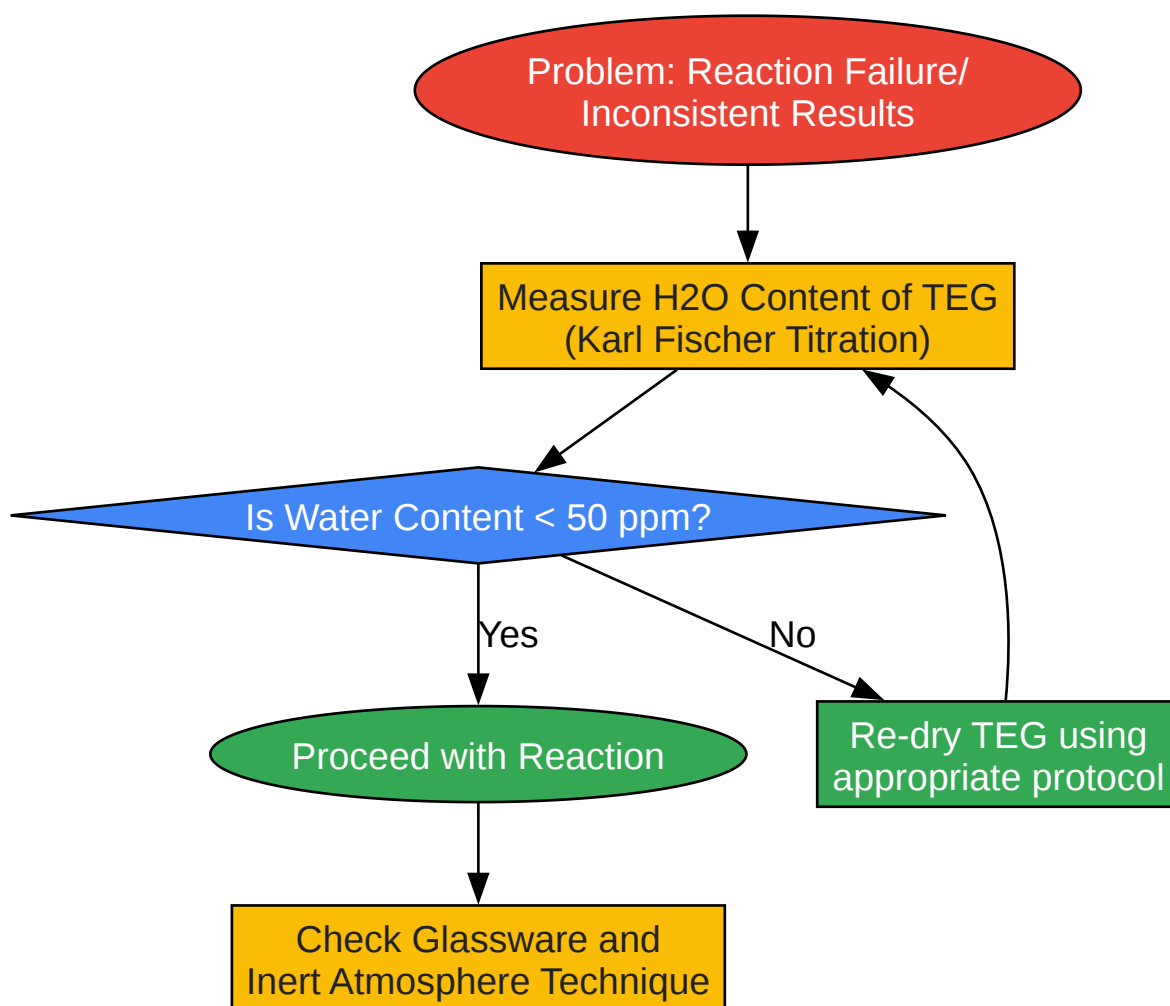 Problem: Reaction Failure/
Inconsistent Results
Measure H2O Content of TEG
(Karl Fischer Titration)
Is Water Content < 50 ppm?
Yes
No
Proceed with Reaction
Re-dry TEG using
appropriate protocol
Check Glassware and
Inert Atmosphere Technique